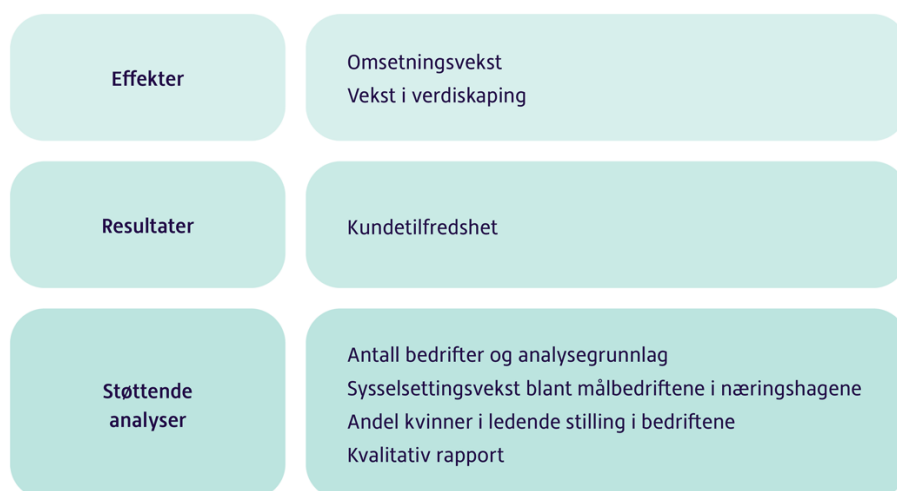 Effekter
Omsetningsvekst
Vekst i verdiskaping
Resultater
Kundetilfredshet
Støttende
analyser
Antall bedrifter og analysegrunnlag
Sysselsettingsvekst blant målbedriftene i næringshagene
Andel kvinner i ledende stilling i bedriftene
Kvalitativ rapport